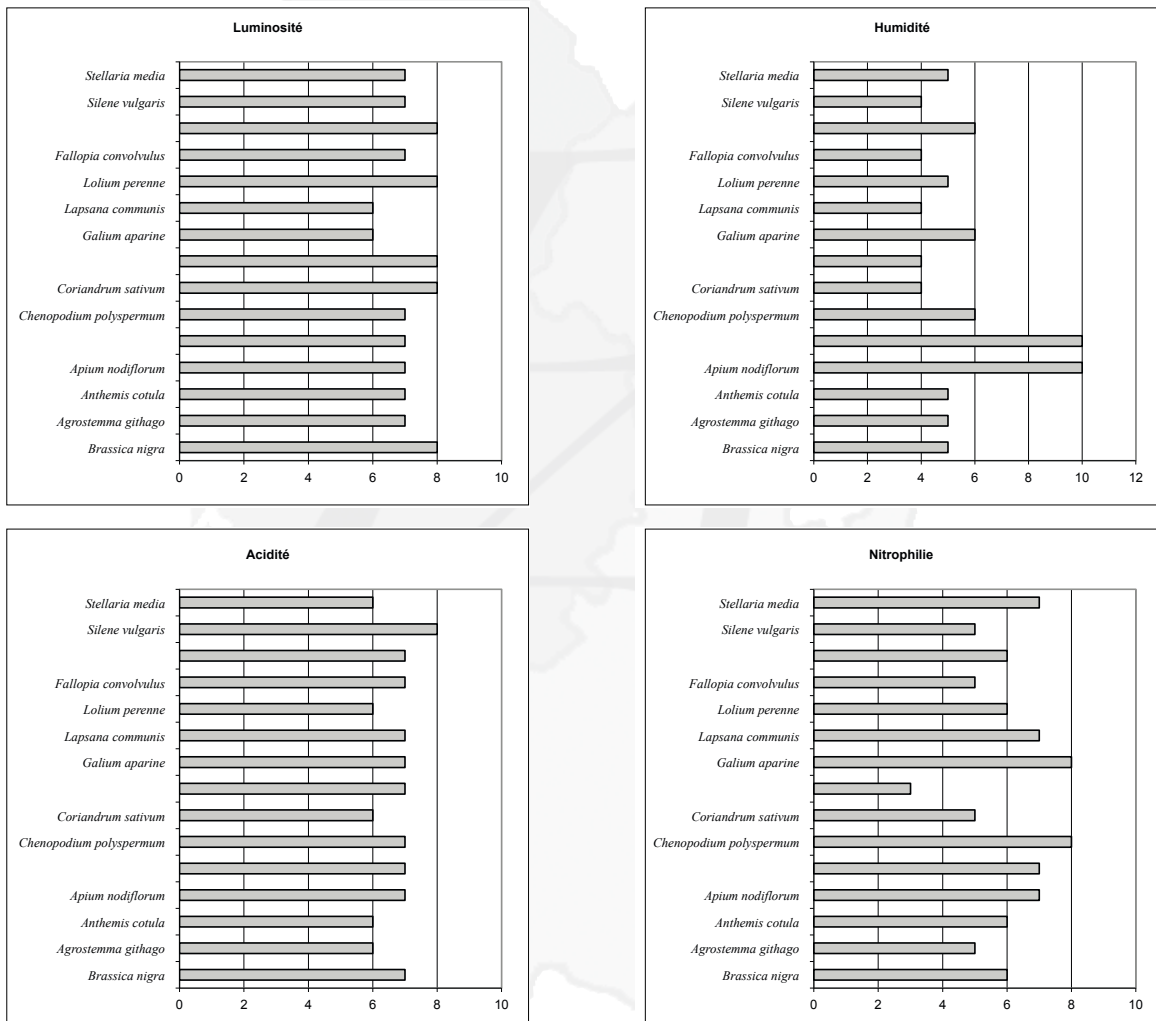 Luminosité
Stellaria media
Silene vulgaris
Fallopia convolvulus
Lolium perenne
Lapsana communis
Galium aparine
Coriandrum sativum
Chenopodium polyspermum
Apium nodiflorum
Anthemis cotula
Agrostemma githago
Brassica nigra
0 2 4 6 8 10
Humidité
Stellaria media
Silene vulgaris
Fallopia convolvulus
Lolium perenne
Lapsana communis
Galium aparine
Coriandrum sativum
Chenopodium polyspermum
Apium nodiflorum
Anthemis cotula
Agrostemma githago
Brassica nigra
0 2 4 6 8 10 12
Acidité
Stellaria media
Silene vulgaris
Fallopia convolvulus
Lolium perenne
Lapsana communis
Galium aparine
Coriandrum sativum
Chenopodium polyspermum
Apium nodiflorum
Anthemis cotula
Agrostemma githago
Brassica nigra
0 2 4 6 8 10
Nitrophilie
Stellaria media
Silene vulgaris
Fallopia convolvulus
Lolium perenne
Lapsana communis
Galium aparine
Coriandrum sativum
Chenopodium polyspermum
Apium nodiflorum
Anthemis cotula
Agrostemma githago
Brassica nigra
0 2 4 6 8 10